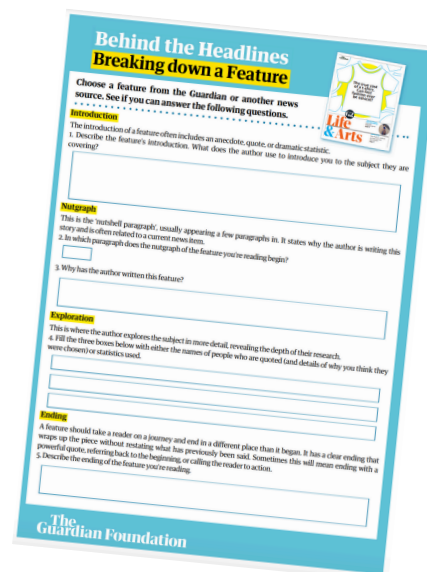 Behind the Headlines
Breaking down a Feature
Choose a feature from the Guardian or another news
source. See if you can answer the following questions.
Life
& Arts
Introduction
The introduction of a feature often includes an anecdote, quote, or dramatic statistic.
1. Describe the feature's introduction. What does the author use to introduce you to the subject they are
covering?
Nutgraph
This is the 'nutshell paragraph', usually appearing a few paragraphs in. It states why the author is writing this
story and is often related to a current news item.
2. In which paragraph does the nutgraph of the feature you're reading begin?
3. Why has the author written this feature?
Exploration
This is where the author explores the subject in more detail, revealing the depth of their research.
4. Fill the three boxes below with either the names of people who are quoted (and details of why you think they
were chosen) or statistics used.
Ending
A feature should take a reader on a journey and end in a different place than it began. It has a clear ending that
wraps up the piece without restating what has previously been said. Sometimes this will mean ending with a
powerful quote, referring back to the beginning, or calling the reader to action.
5. Describe the ending of the feature you're reading.
The
Guardian Foundation